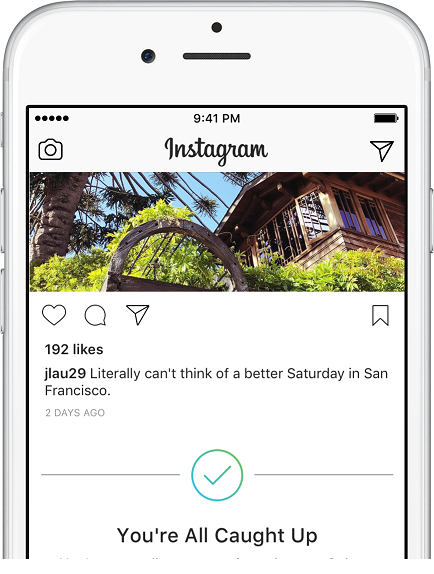 9:41 PM
Instagram
192 likes
jlau29 Literally can't think of a better Saturday in San
Francisco.
2 DAYS AGO
You're All Caught Up